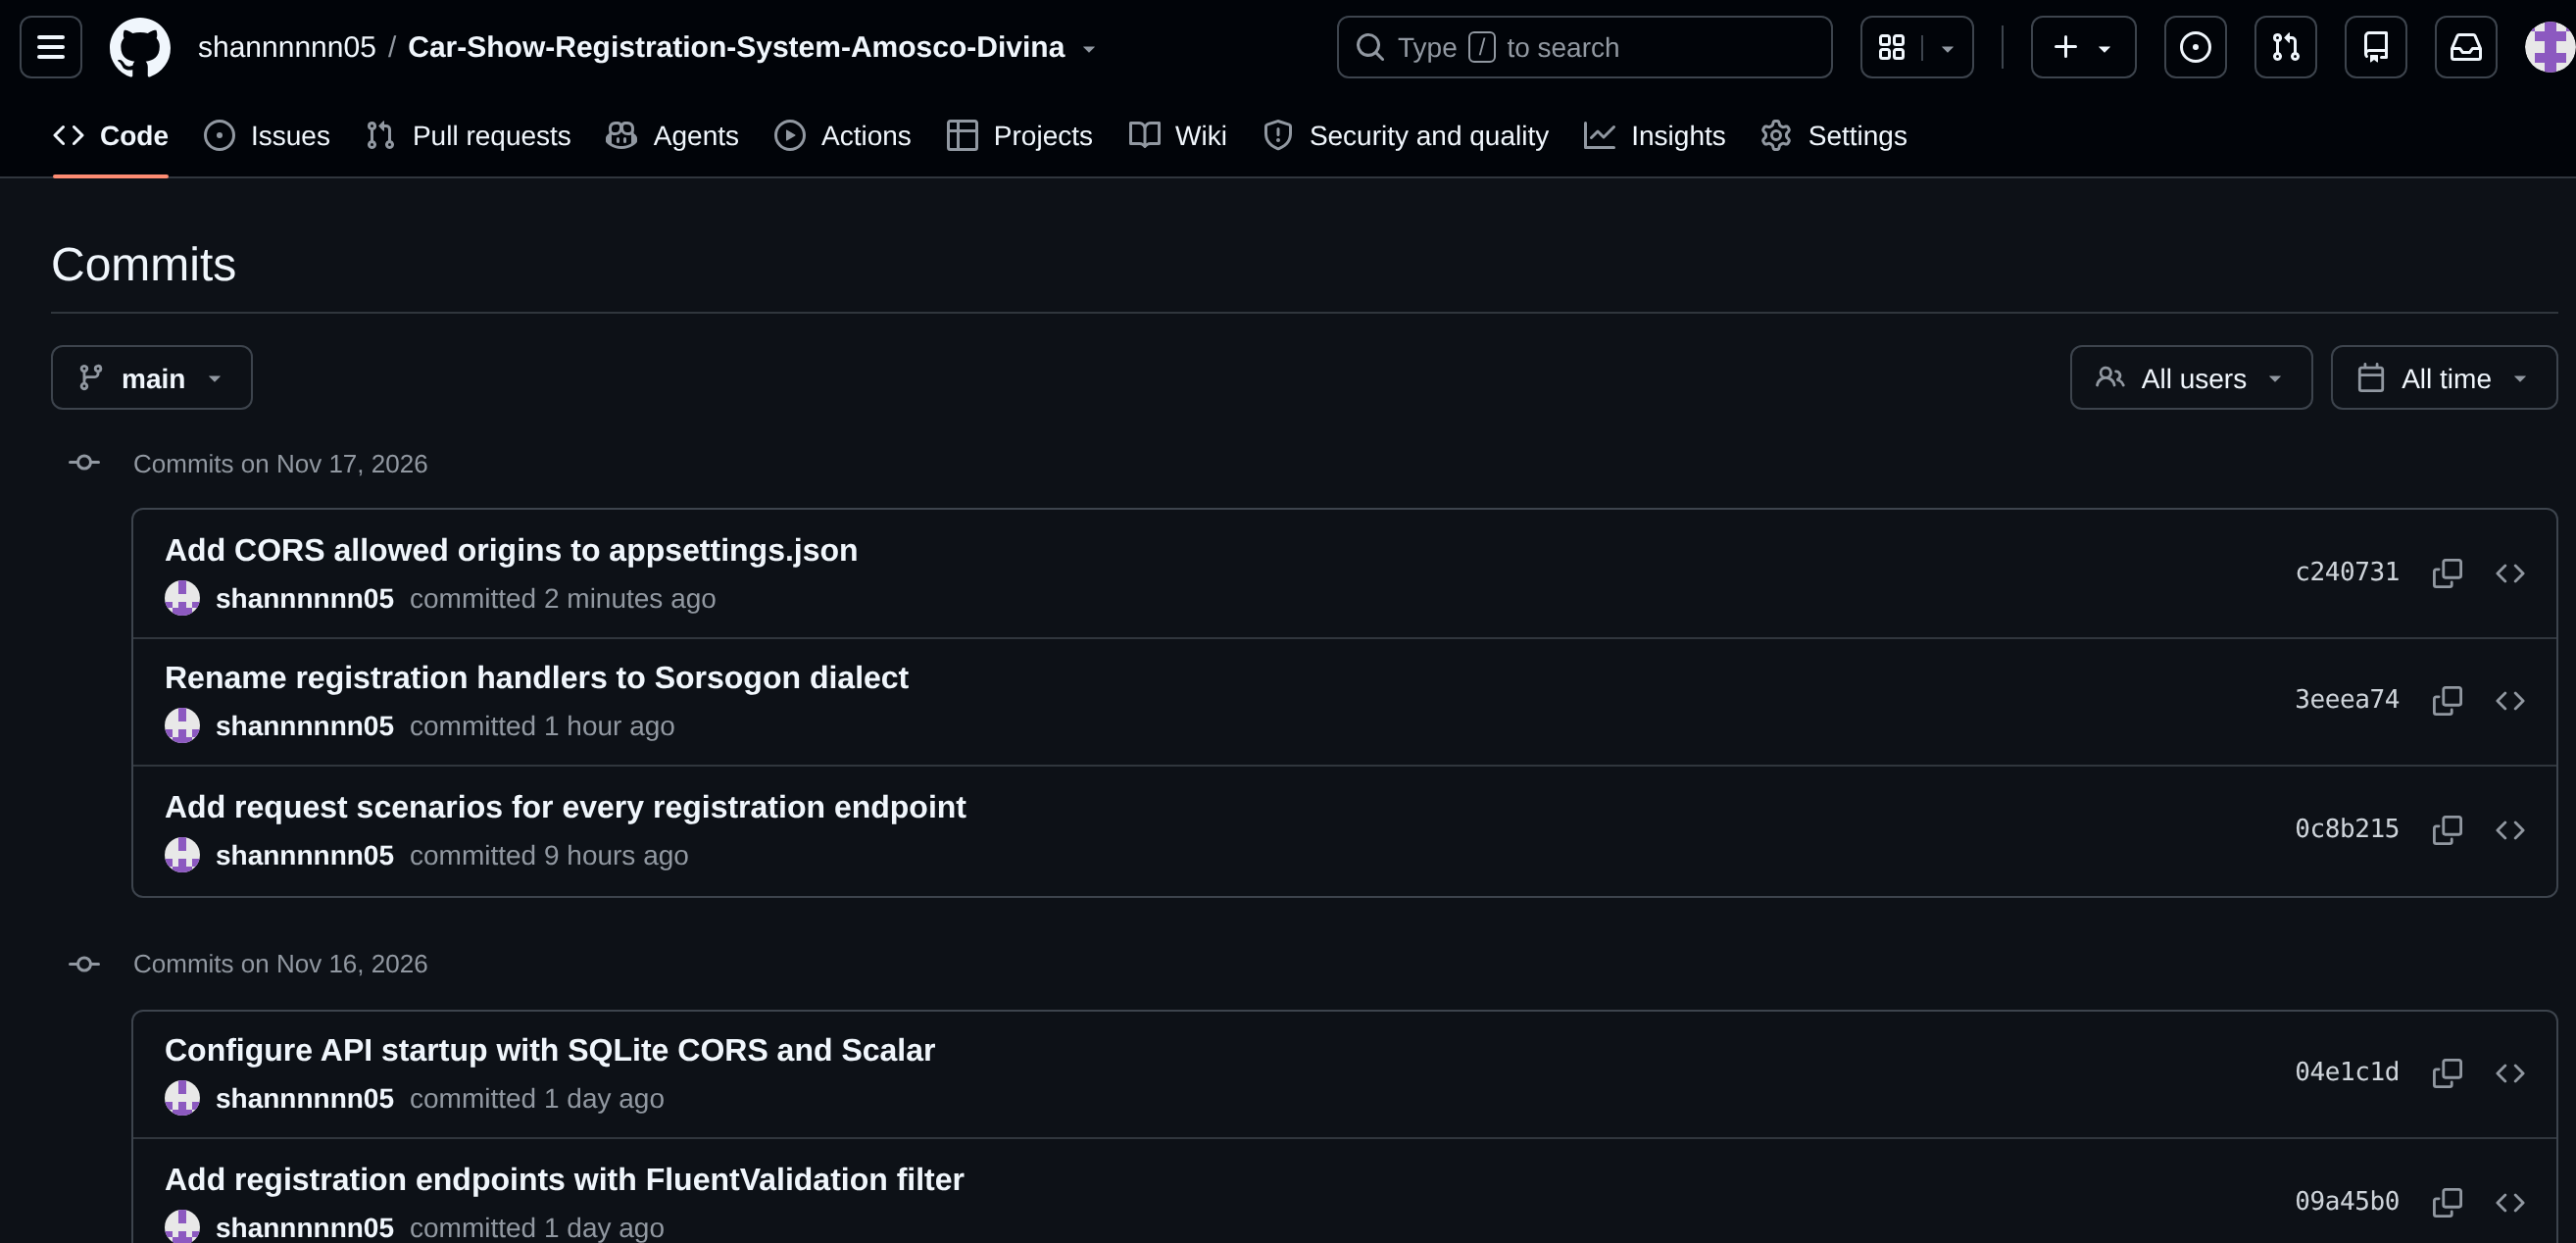 shannnnnn05 / Car-Show-Registration-System-Amosco-Divina
Type / to search
Code Issues Pull requests Agents Actions Projects Wiki Security and quality Insights Settings
Commits
main All users All time
Commits on Nov 17, 2026
Add CORS allowed origins to appsettings.json
shannnnnn05 committed 2 minutes ago
c240731
Rename registration handlers to Sorsogon dialect
shannnnnn05 committed 1 hour ago
3eeea74
Add request scenarios for every registration endpoint
shannnnnn05 committed 9 hours ago
0c8b215
Commits on Nov 16, 2026
Configure API startup with SQLite CORS and Scalar
shannnnnn05 committed 1 day ago
04e1c1d
Add registration endpoints with FluentValidation filter
shannnnnn05 committed 1 day ago
09a45b0